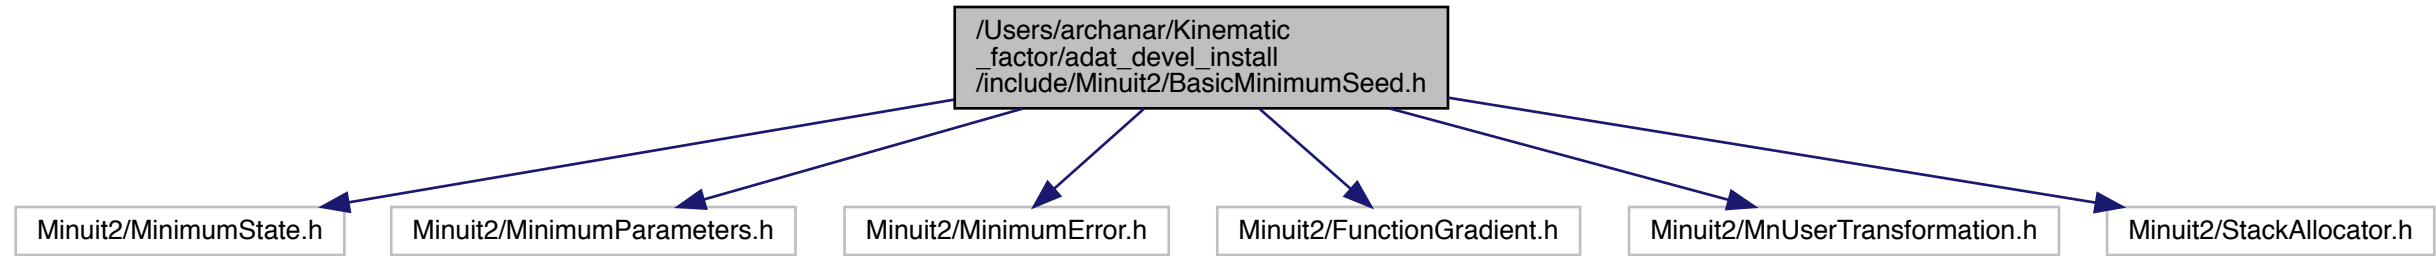 /Users/archanar/Kinematic
_factor/adat_devel_install
/include/Minuit2/BasicMinimumSeed.h
Minuit2/MinimumState.h
Minuit2/MinimumParameters.h
Minuit2/MinimumError.h
Minuit2/FunctionGradient.h
Minuit2/MnUserTransformation.h
Minuit2/StackAllocator.h